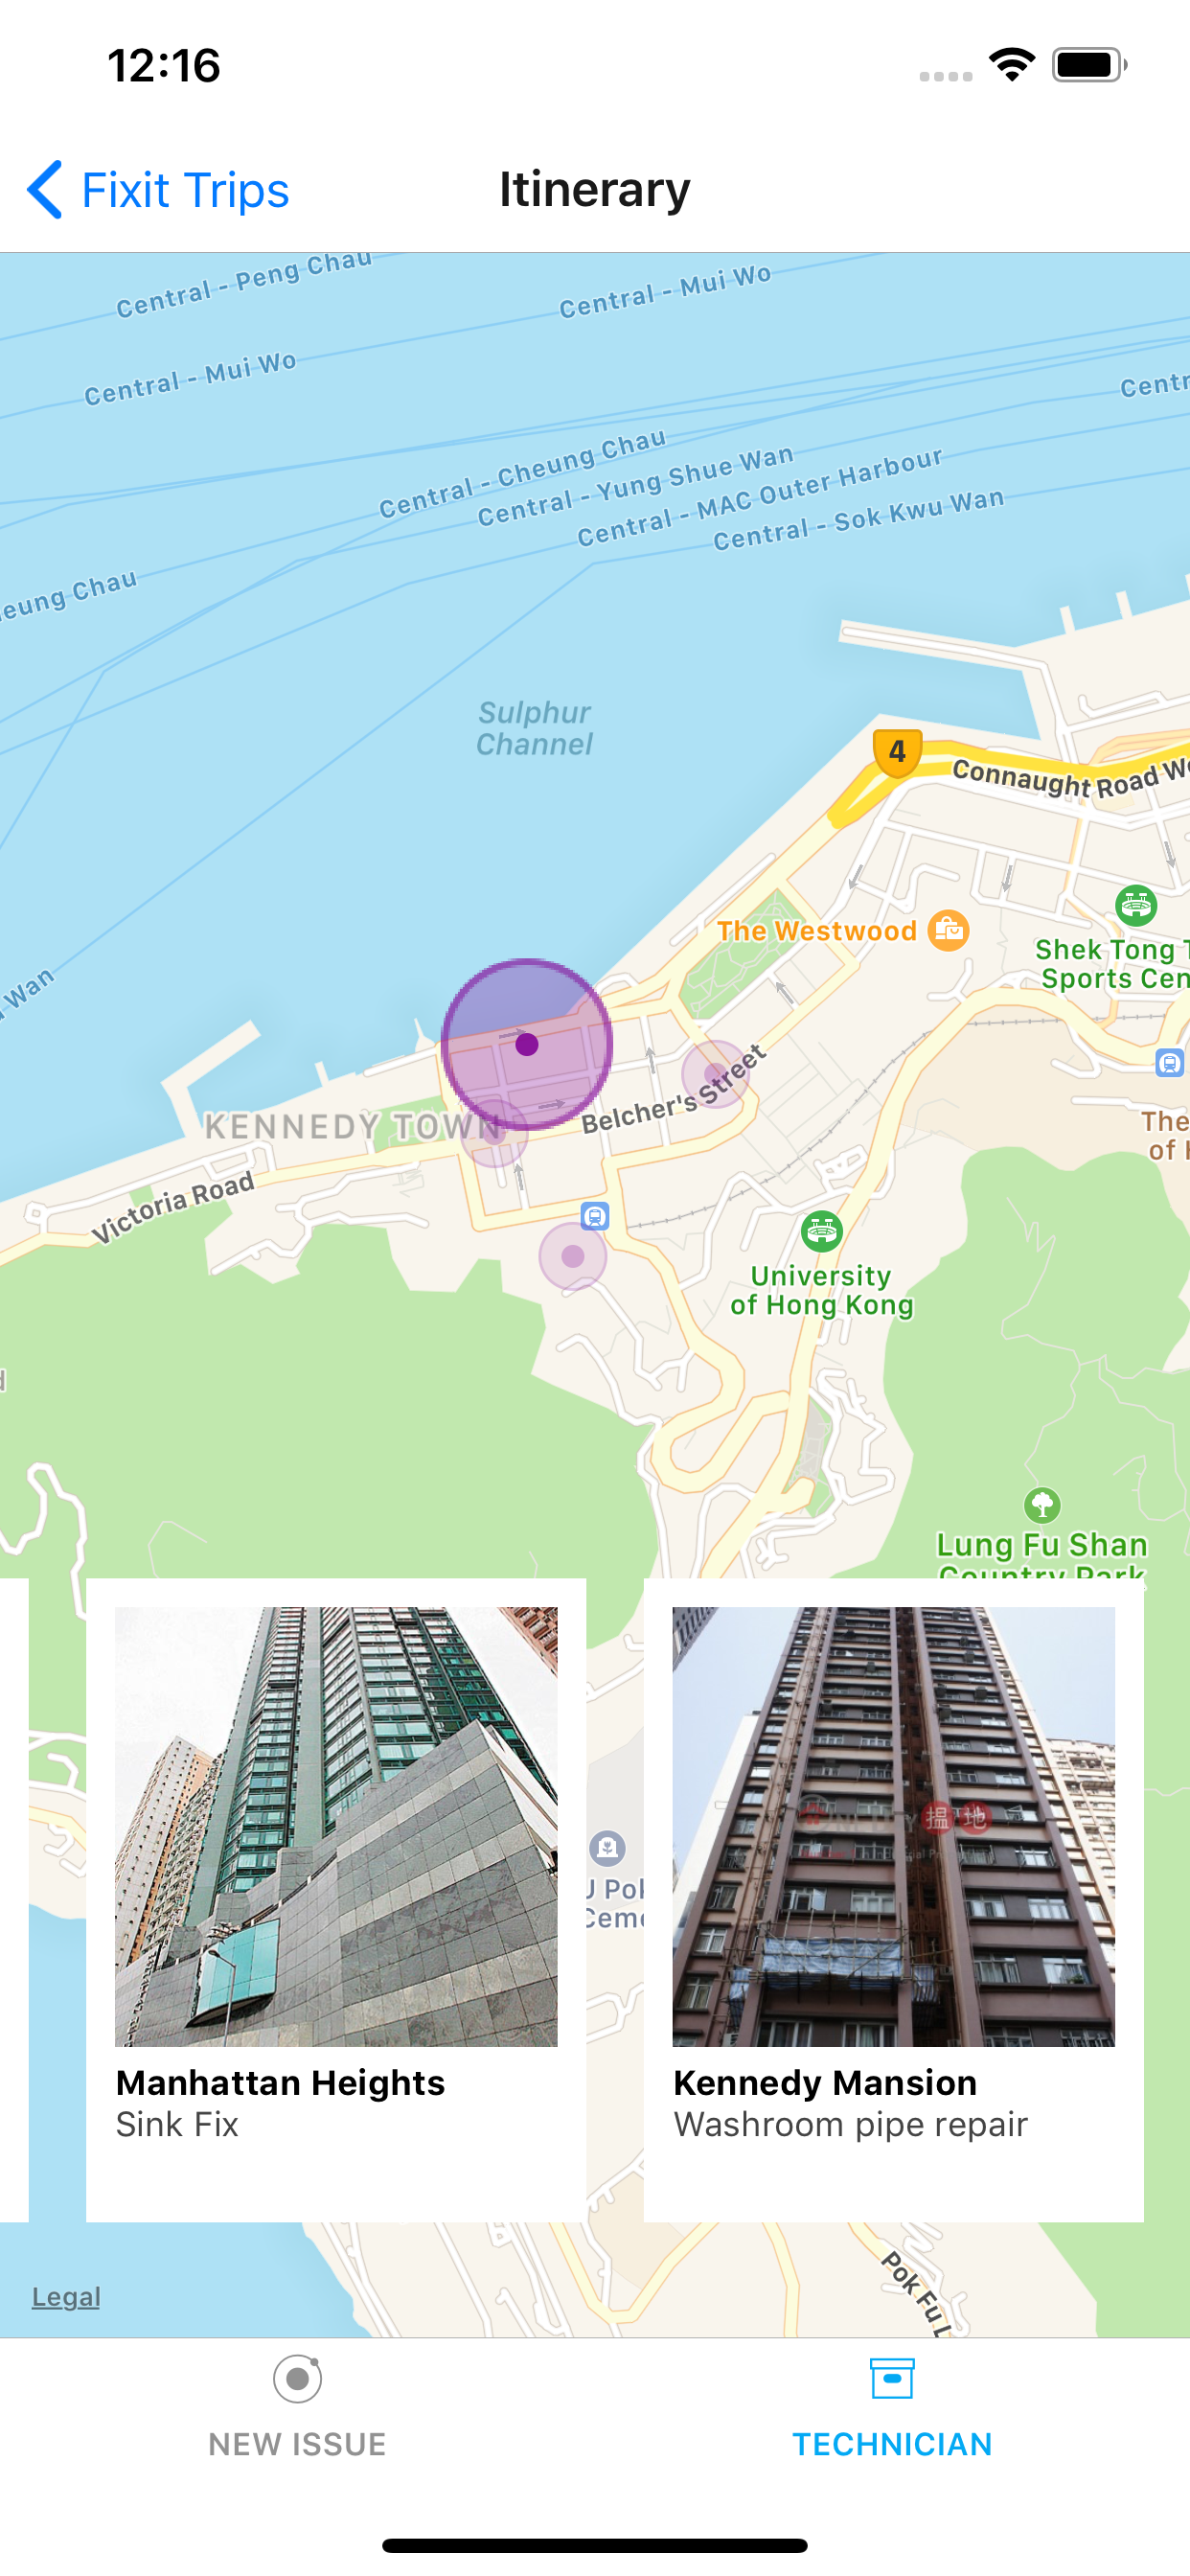 12:16
Fixit Trips
Itinerary
Central - Peng Chau
Central - Mui Wo
Central - Mui Wo
Central - Cheung Chau
Central - Yung Shue Wan
Central - MAC Outer Harbour
Central - Sok Kwu Wan
eung Chau
Sulphur
Channel
4
Connaught Road We
The Westwood
Shek Tong T
Sports Cen
Wan
KENNEDY TOWN
Belcher's Street
Victoria Road
The
of
University
of Hong Kong
Lung Fu Shan
Country Park
搵地
Manhattan Heights
Sink Fix
Kennedy Mansion
Washroom pipe repair
Pok Fu L
Legal
NEW ISSUE
TECHNICIAN